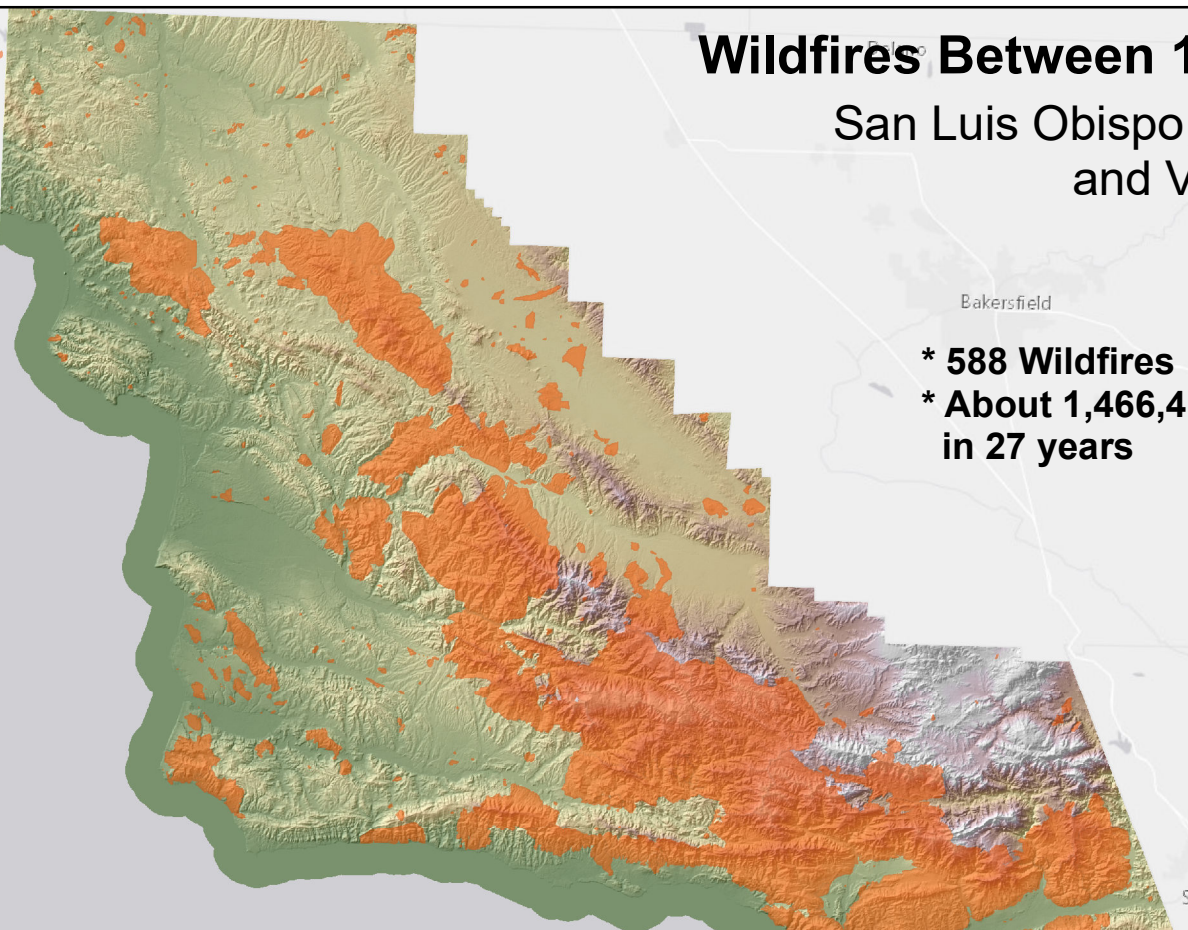 Wildfires Between 1
San Luis Obispo
and V
Bakersfield
* 588 Wildfires
* About 1,466,4
in 27 years
S